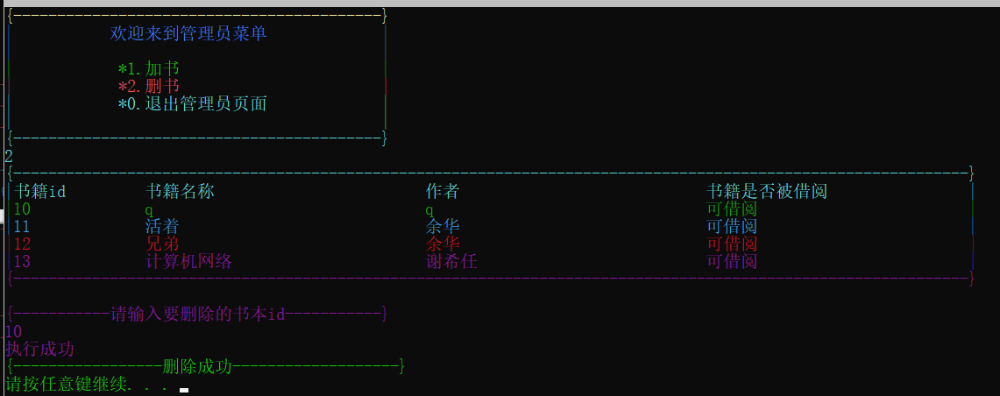 {------------------------------------------}
欢迎来到管理员菜单
*1.加书
*2.删书
*0.退出管理员页面
{------------------------------------------}
2
{-------------------------------------------------------------------------------------------------------------}
书籍id 书籍名称 作者 书籍是否被借阅
10 q q 可借阅
11 活着 余华 可借阅
12 兄弟 余华 可借阅
13 计算机网络 谢希任 可借阅
{-------------------------------------------------------------------------------------------------------------}
{-----------请输入要删除的书本id-----------}
10
执行成功
{-----------------删除成功-------------------}
请按任意键继续. . .